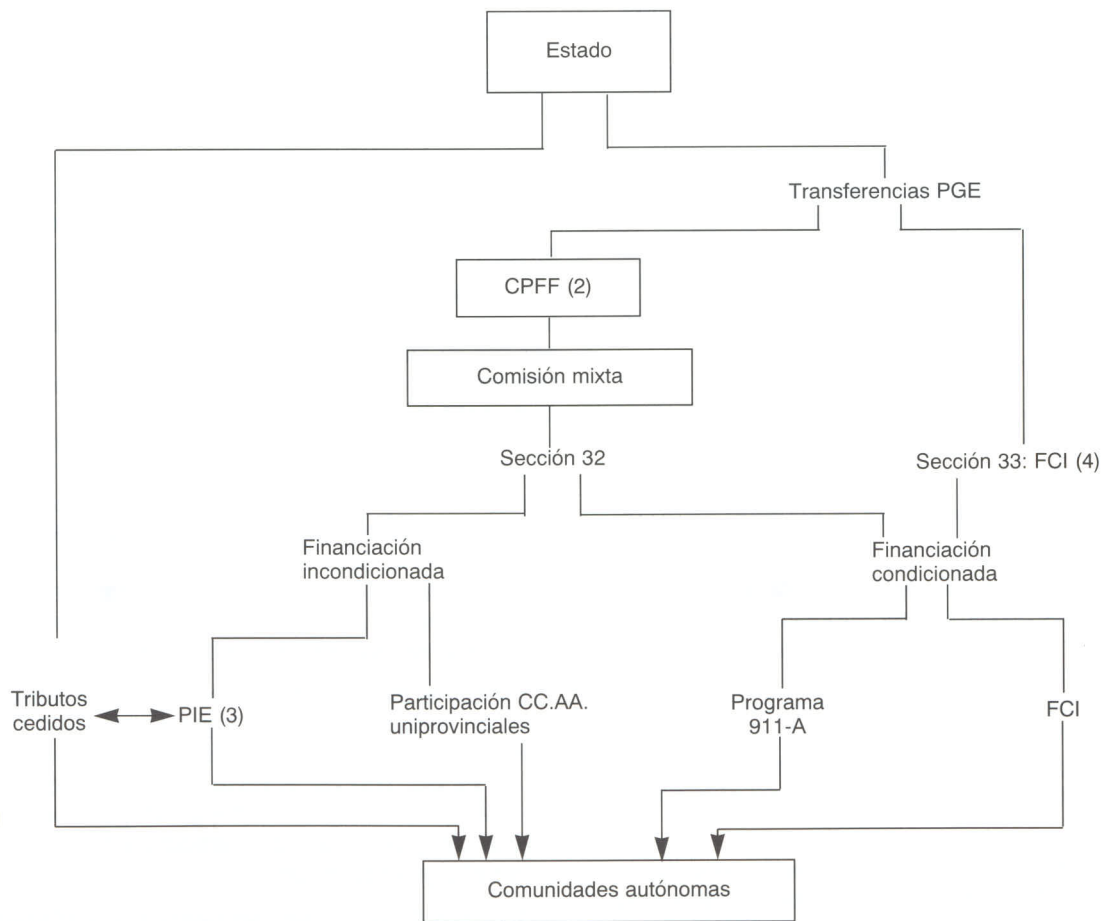 Estado
Transferencias PGE
CPFF (2)
Comisión mixta
Sección 32
Sección 33: FCI (4)
Financiación
incondicionada
Financiación
condicionada
Tributos
cedidos
PIE (3)
Participación CC.AA.
uniprovinciales
Programa
911-A
FCI
Comunidades autónomas